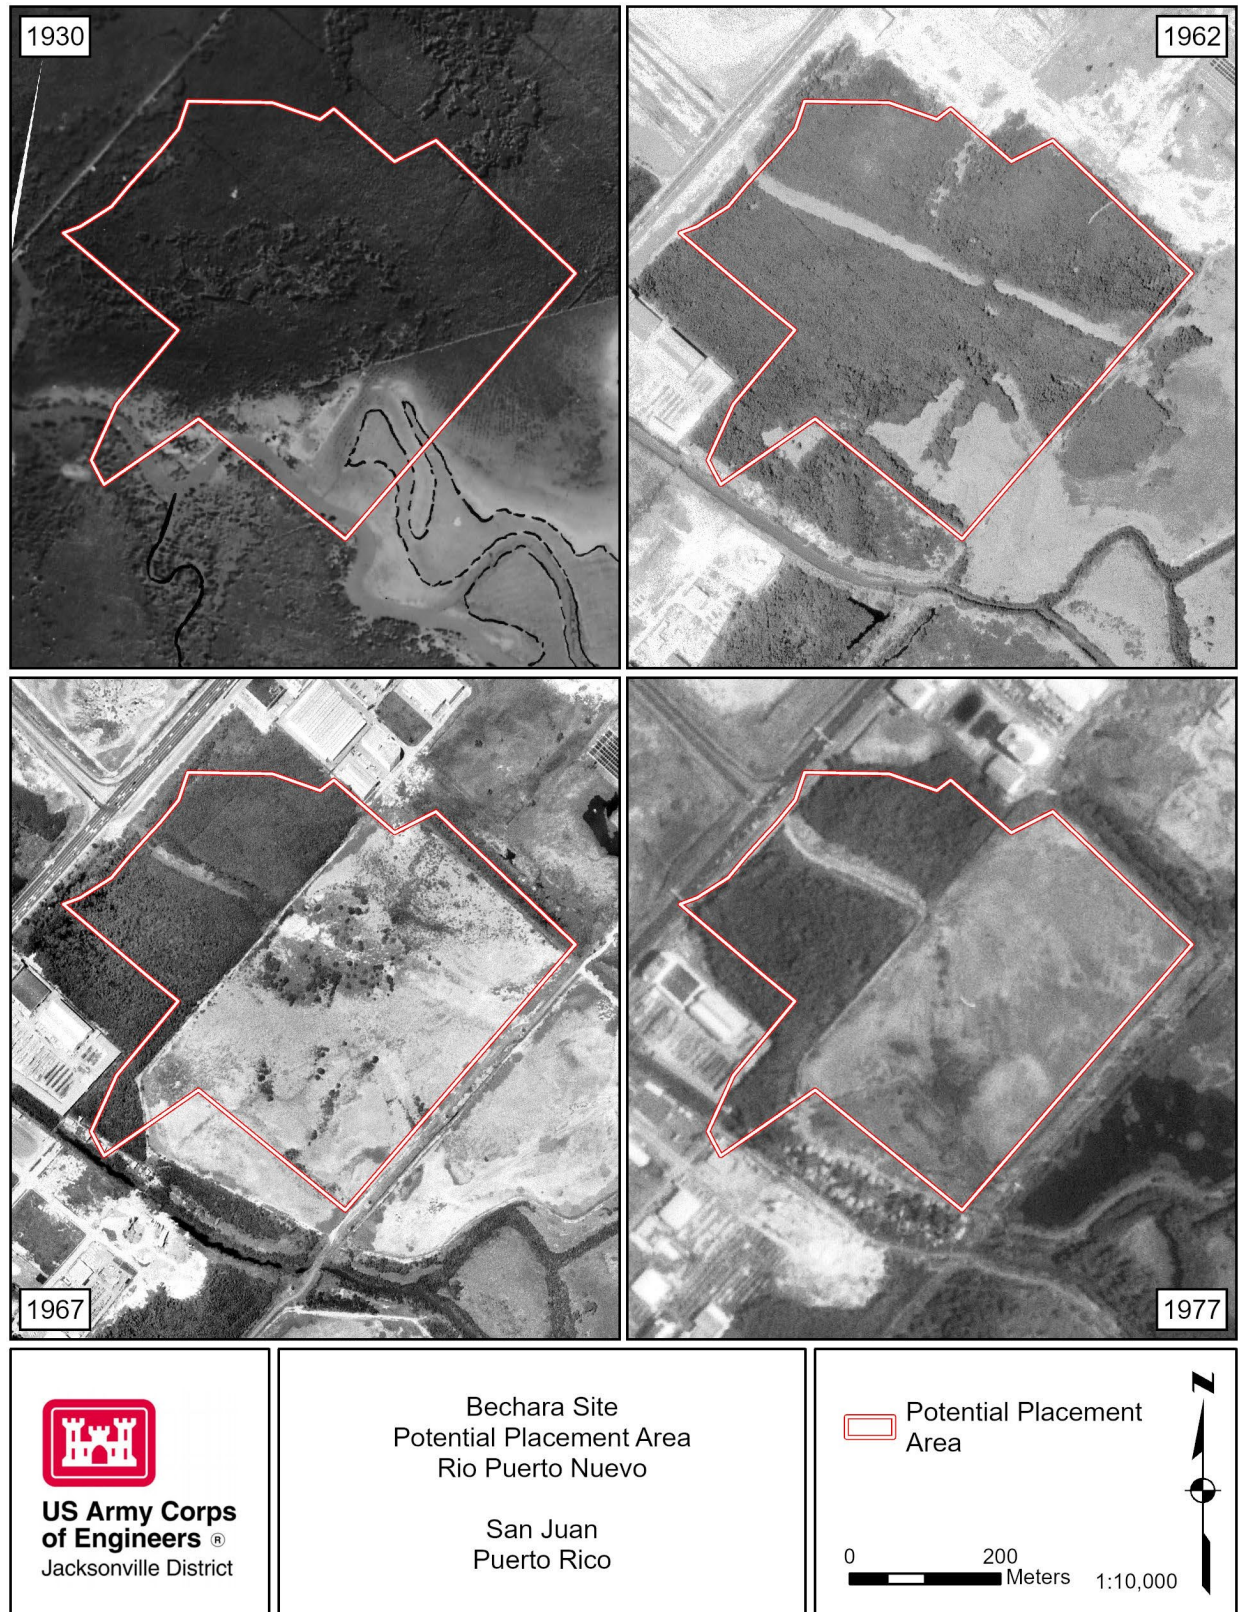 1930
1962
1967
1977
US Army Corps
of Engineers ®
Jacksonville District
Bechara Site
Potential Placement Area
Rio Puerto Nuevo
San Juan
Puerto Rico
Potential Placement
Area
N
0 200
Meters 1:10,000